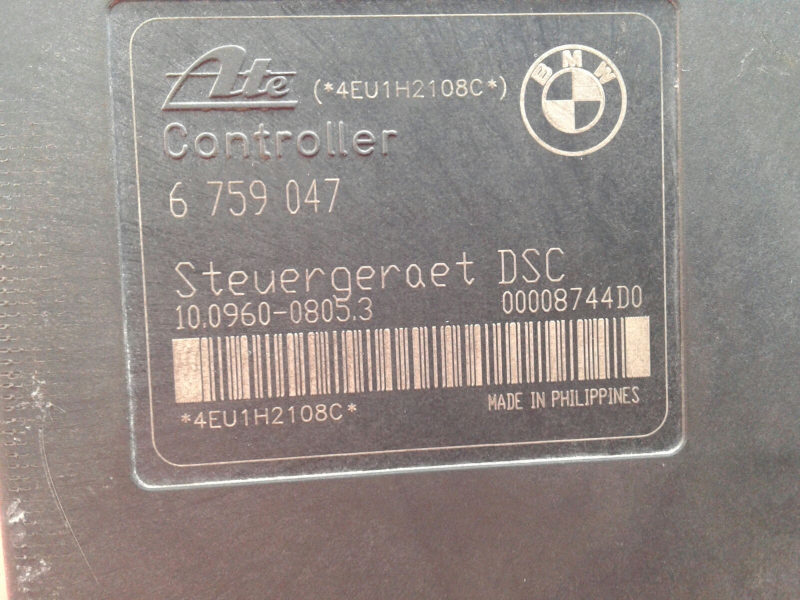 Ate (*4EU1H2108C*) BMW
Controller
6 759 047
Steuergeraet DSC
10.0960-0805.3 00008744D0
*4EU1H2108C* MADE IN PHILIPPINES